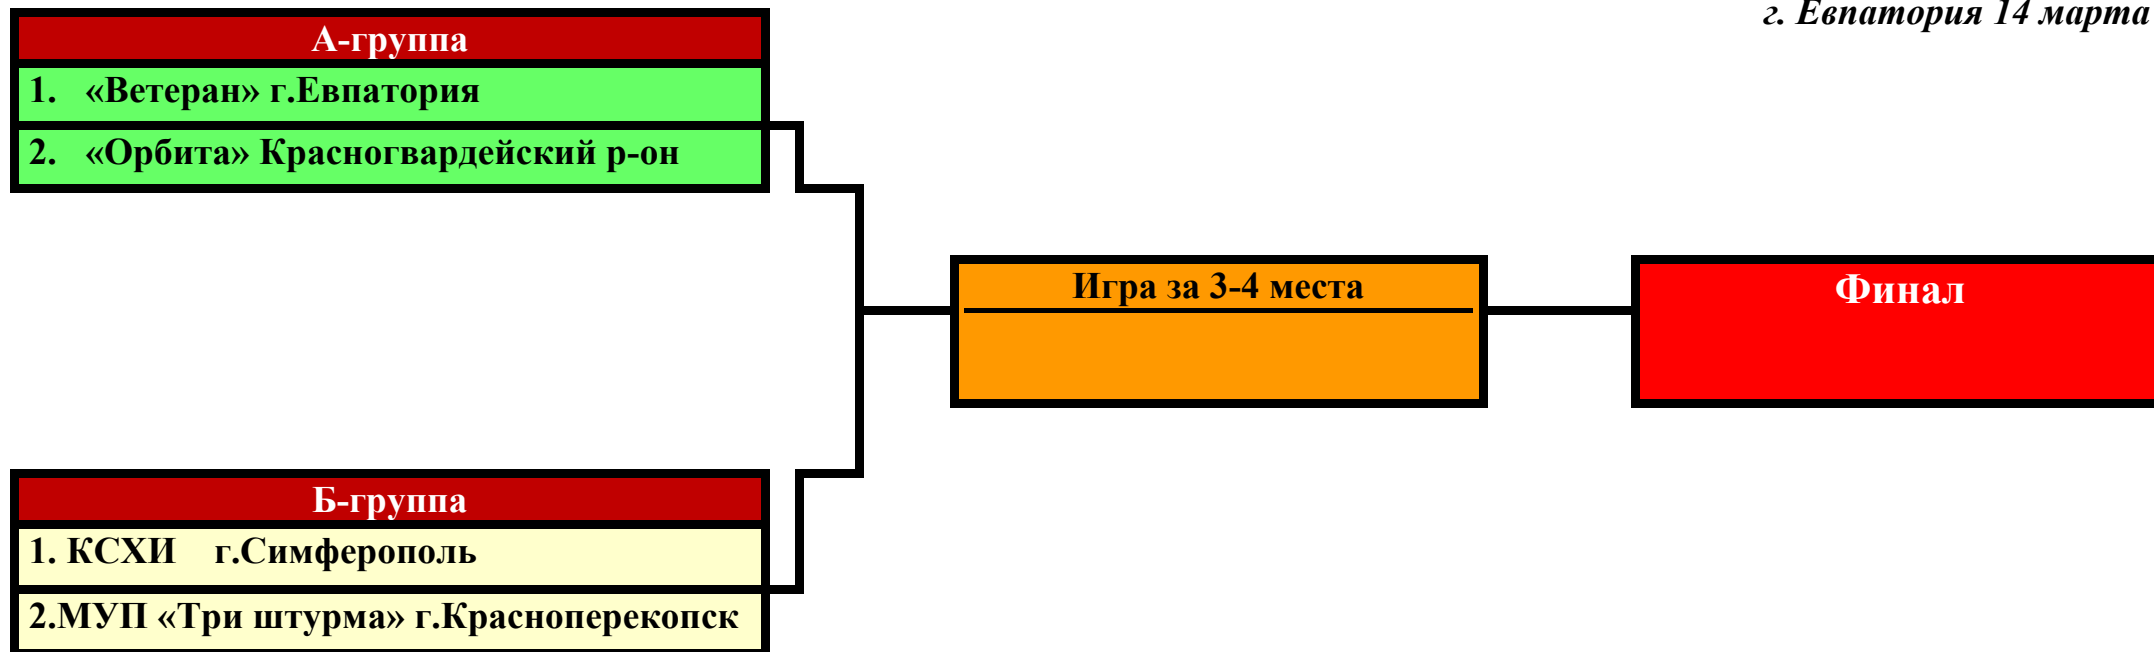 г. Евпатория 14 марта
А-группа
1. «Ветеран» г.Евпатория
2. «Орбита» Красногвардейский р-он
Игра за 3-4 места
Финал
Б-группа
1. КСХИ г.Симферополь
2.МУП «Три штурма» г.Красноперекопск